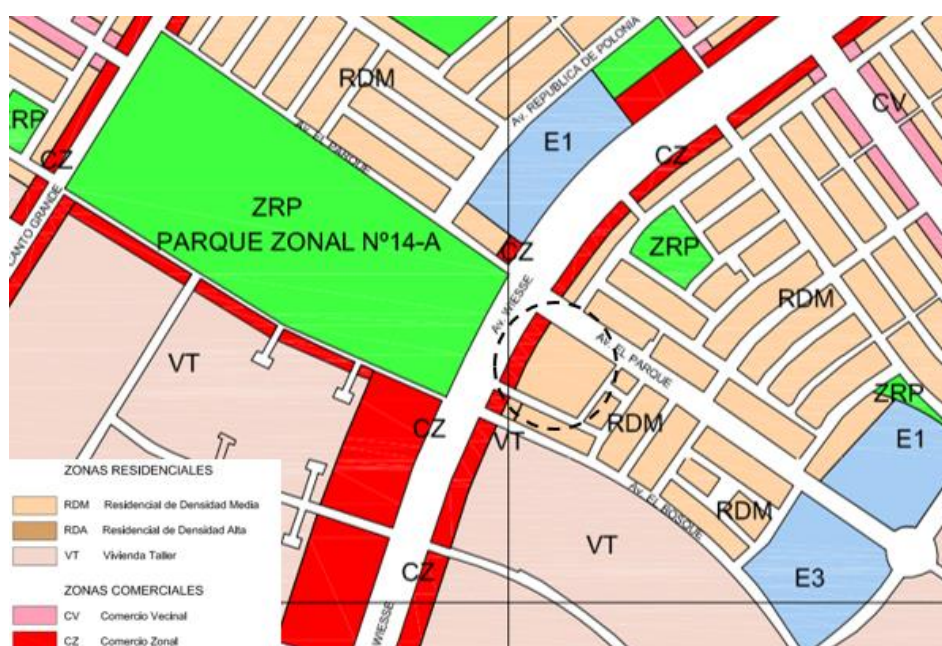 RDM
Av. REPUBLICA DE POLONIA
CV
RP
E1
Av. EL PARQUE
CZ
CZ
ZRP
PARQUE ZONAL Nº14-A
CANTO GRANDE
CZ
ZRP
Av. WIESSE
RDM
VT
Av. EL PARQUE
ZRP
CZ
VT
RDM
E1
Av. EL BOSQUE
RDM
VT
CZ
E3
WIESSE
ZONAS RESIDENCIALES
RDM Residencial de Densidad Media
RDA Residencial de Densidad Alta
VT Vivienda Taller
ZONAS COMERCIALES
CV Comercio Vecinal
CZ Comercio Zonal